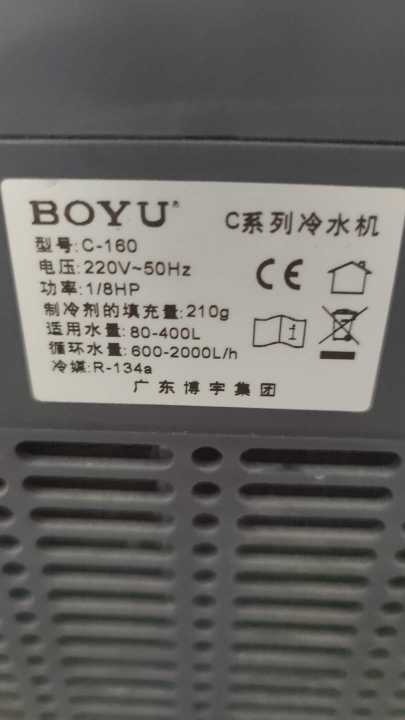 BOYU® C系列冷水机
型号:C-160
电压:220V~50Hz
功率:1/8HP
制冷剂的填充量:210g
适用水量:80-400L
循环水量:600-2000L/h
冷媒:R-134a
CE
1
广东博宇集团